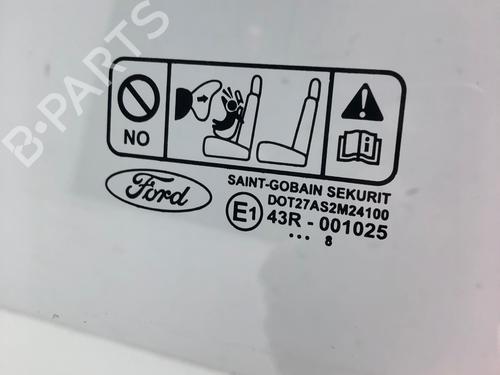 B-PARTS
NO
Ford
SAINT-GOBAIN SEKURIT
DOT27AS2M24100
E1
43R - 001025
... 8